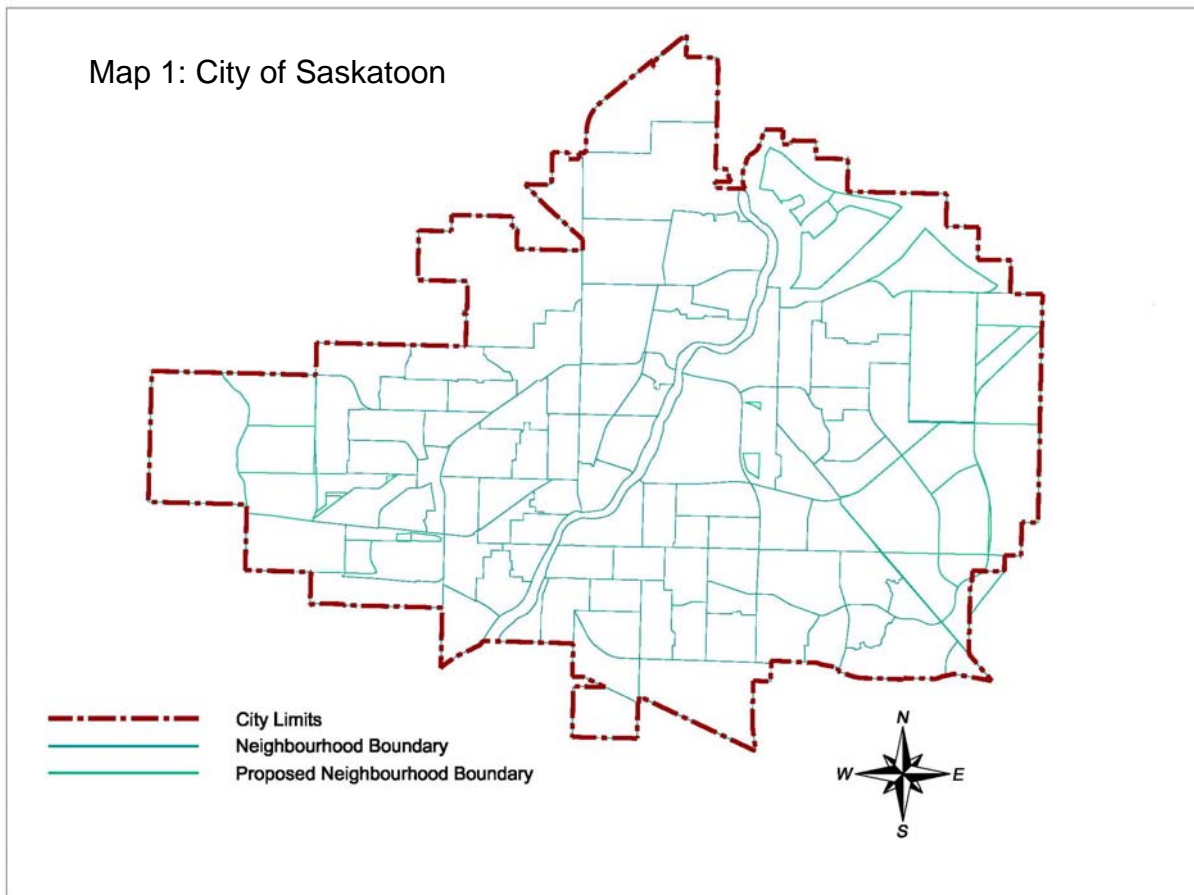 Map 1: City of Saskatoon
City Limits
Neighbourhood Boundary
Proposed Neighbourhood Boundary
N
W
E
S